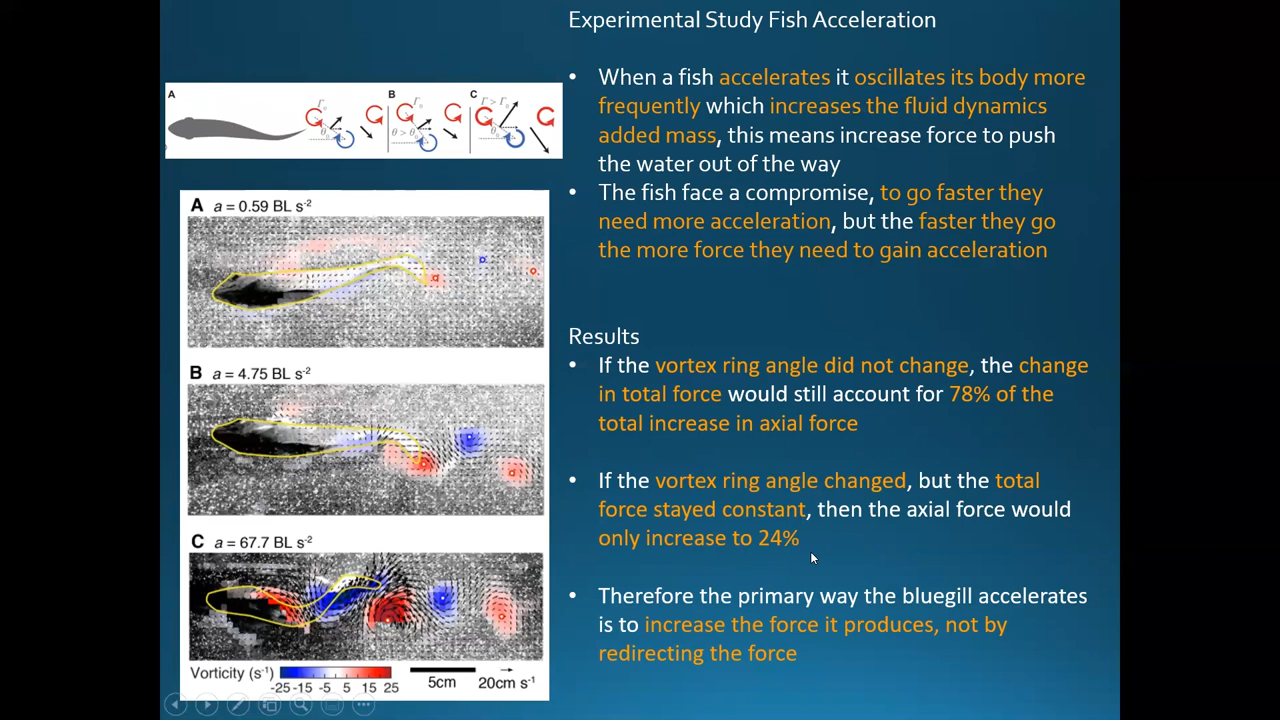 Experimental Study Fish Acceleration
• When a fish accelerates it oscillates its body more
frequently which increases the fluid dynamics
added mass, this means increase force to push
the water out of the way
• The fish face a compromise, to go faster they
need more acceleration, but the faster they go
the more force they need to gain acceleration
Results
• If the vortex ring angle did not change, the change
in total force would still account for 78% of the
total increase in axial force
• If the vortex ring angle changed, but the total
force stayed constant, then the axial force would
only increase to 24%
• Therefore the primary way the bluegill accelerates
is to increase the force it produces, not by
redirecting the force
A B C
Γ₀ Γ₀ Γ > Γ₀
θ₀ θ > θ₀ θ₀
A a = 0.59 BL s⁻²
B a = 4.75 BL s⁻²
C a = 67.7 BL s⁻²
Vorticity (s⁻¹)
-25 -15 -5 5 15 25
5cm
20cm s⁻¹